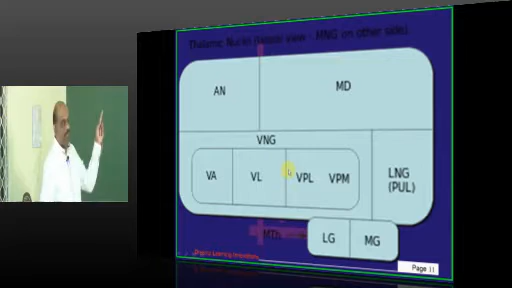 Thalamic Nuclei (lateral view - MNG on other side)
AN
MD
VNG
VA
VL
VPL
VPM
LNG
(PUL)
MTh
LG
MG
Page 11